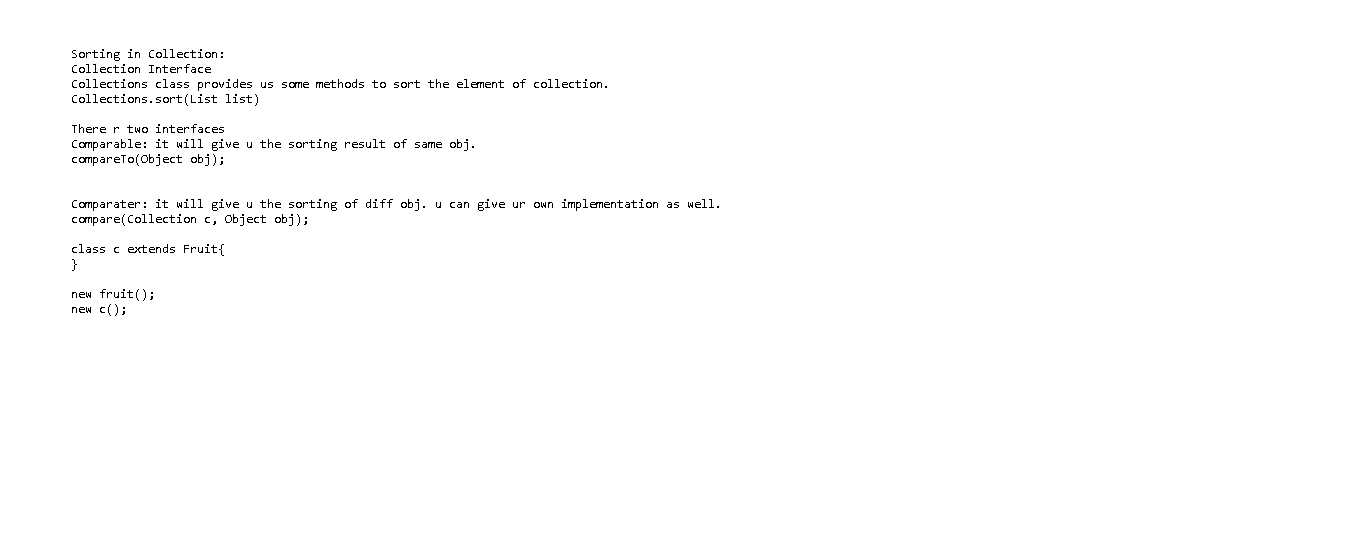 Sorting in Collection:
Collection Interface
Collections class provides us some methods to sort the element of collection.
Collections.sort(List list)
There r two interfaces
Comparable: it will give u the sorting result of same obj.
compareTo(Object obj);
Comparater: it will give u the sorting of diff obj. u can give ur own implementation as well.
compare(Collection c, Object obj);
class c extends Fruit{
}
new fruit();
new c();